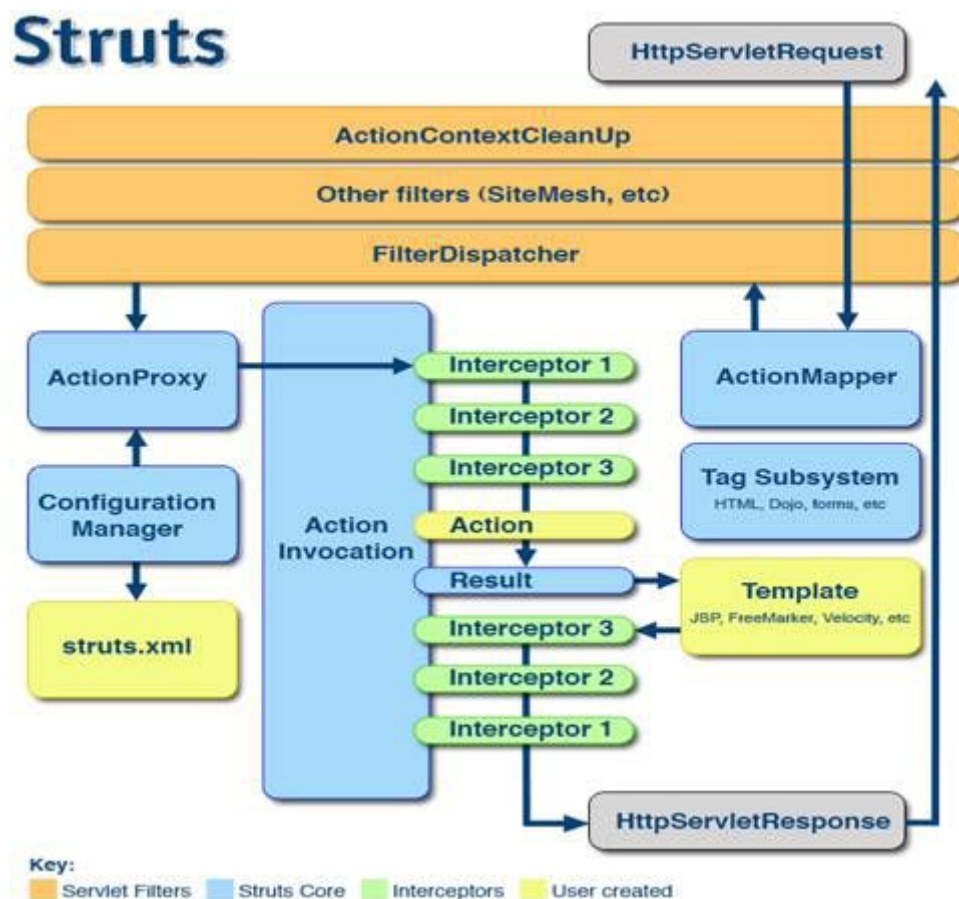 Struts
HttpServletRequest
ActionContextCleanUp
Other filters (SiteMesh, etc)
FilterDispatcher
ActionProxy
Configuration
Manager
struts.xml
Action
Invocation
Interceptor 1
Interceptor 2
Interceptor 3
Action
Result
Interceptor 3
Interceptor 2
Interceptor 1
ActionMapper
Tag Subsystem
HTML, Dojo, forms, etc
Template
JSP, FreeMarker, Velocity, etc
HttpServletResponse
Key:
Servlet Filters Struts Core Interceptors User created